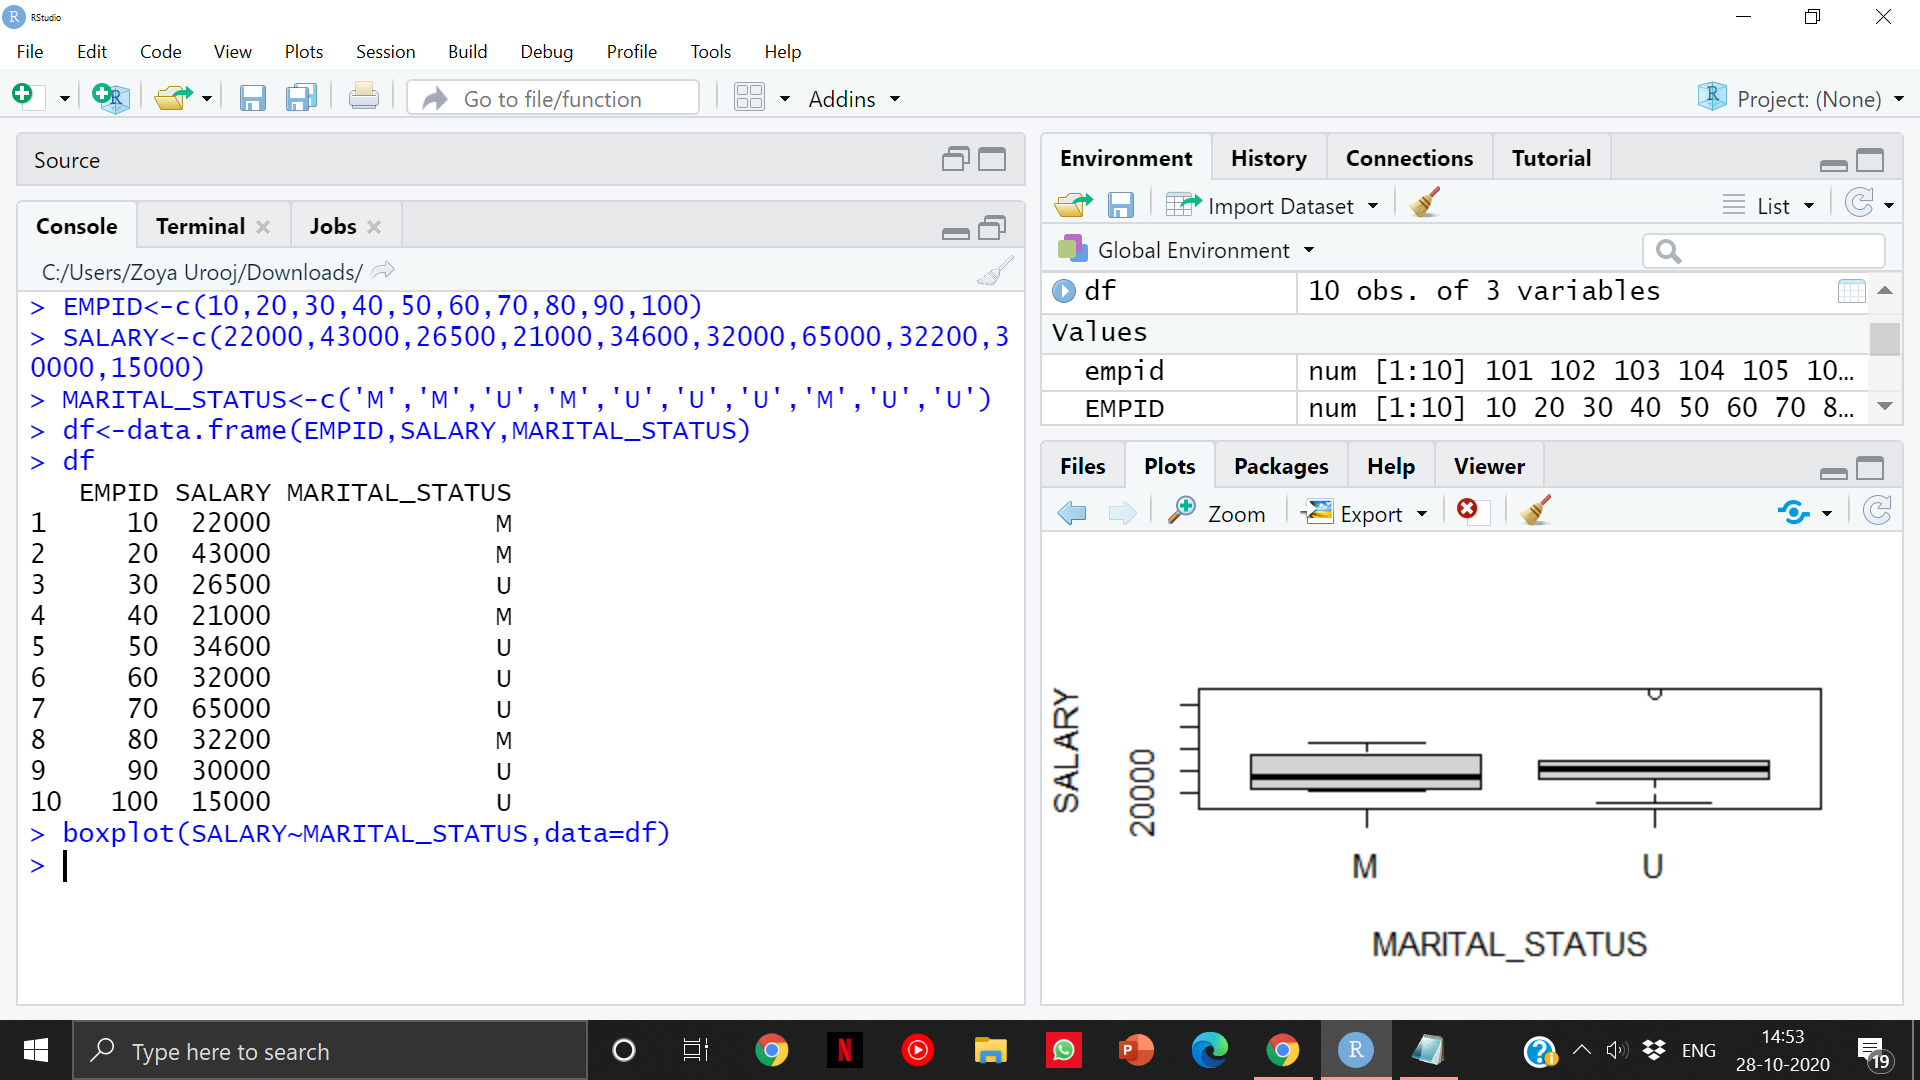 RStudio
File Edit Code View Plots Session Build Debug Profile Tools Help
Go to file/function Addins Project: (None)
Source
Console Terminal Jobs
C:/Users/Zoya Urooj/Downloads/
> EMPID<-c(10,20,30,40,50,60,70,80,90,100)
> SALARY<-c(22000,43000,26500,21000,34600,32000,65000,32200,3
0000,15000)
> MARITAL_STATUS<-c('M','M','U','M','U','U','U','M','U','U')
> df<-data.frame(EMPID,SALARY,MARITAL_STATUS)
> df
EMPID SALARY MARITAL_STATUS
1 10 22000 M
2 20 43000 M
3 30 26500 U
4 40 21000 M
5 50 34600 U
6 60 32000 U
7 70 65000 U
8 80 32200 M
9 90 30000 U
10 100 15000 U
> boxplot(SALARY~MARITAL_STATUS,data=df)
>
Environment History Connections Tutorial
Import Dataset List
Global Environment
df 10 obs. of 3 variables
Values
empid num [1:10] 101 102 103 104 105 10...
EMPID num [1:10] 10 20 30 40 50 60 70 8...
Files Plots Packages Help Viewer
Zoom Export
SALARY
20000
M U
MARITAL_STATUS
Type here to search
ENG
14:53
28-10-2020
19